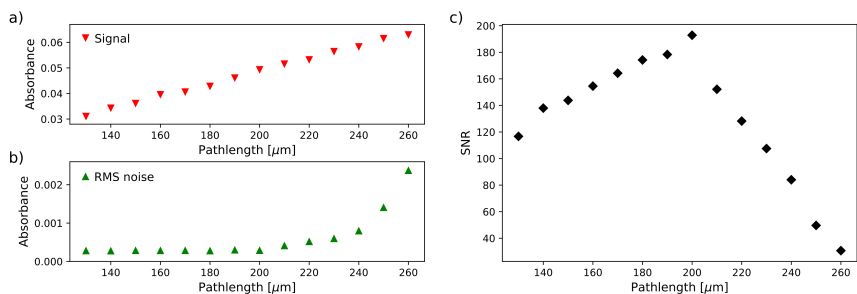 a)
Signal
0.06
0.05
0.04
0.03
Absorbance
140 160 180 200 220 240 260
Pathlength [μm]
b)
RMS noise
0.002
0.001
0.000
Absorbance
140 160 180 200 220 240 260
Pathlength [μm]
c)
200
180
160
140
120
100
80
60
40
SNR
140 160 180 200 220 240 260
Pathlength [μm]